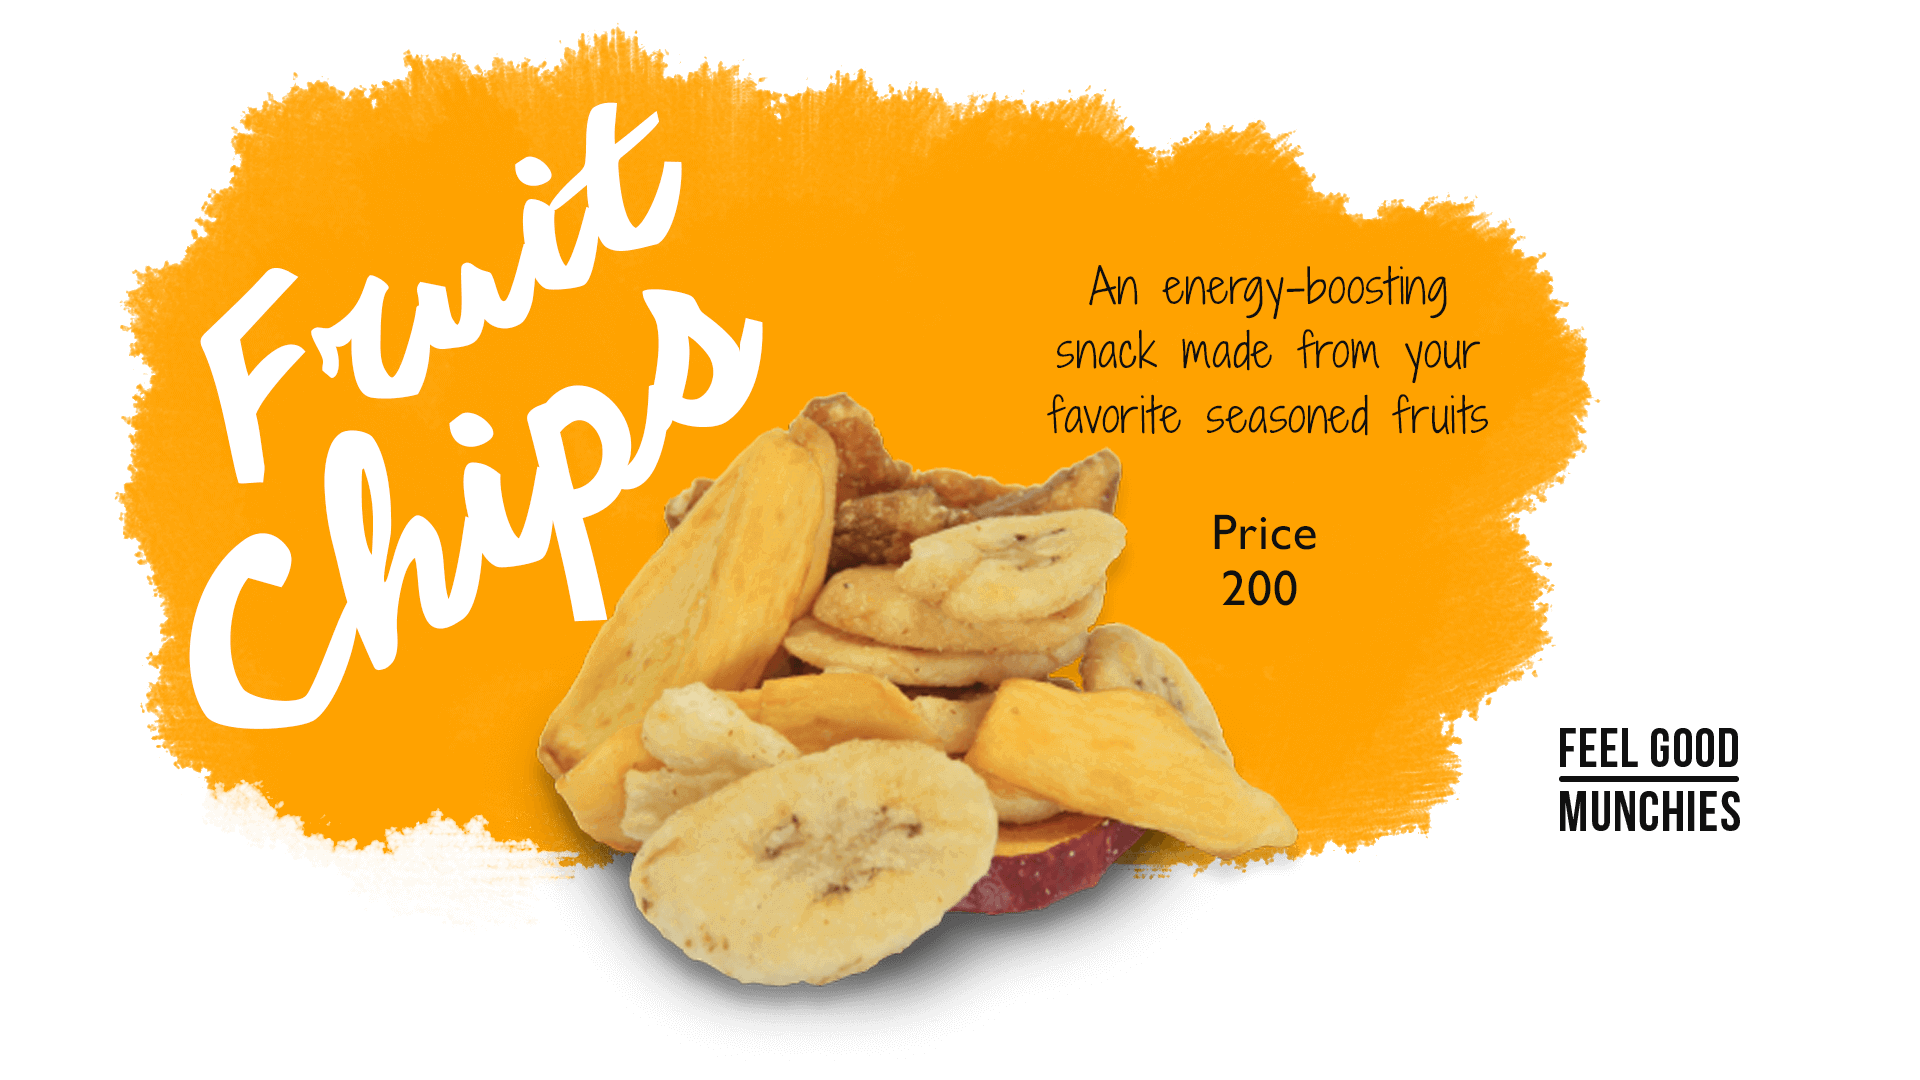 Fruit
Chips
An energy-boosting
snack made from your
favorite seasoned fruits
Price
200
FEEL GOOD
MUNCHIES